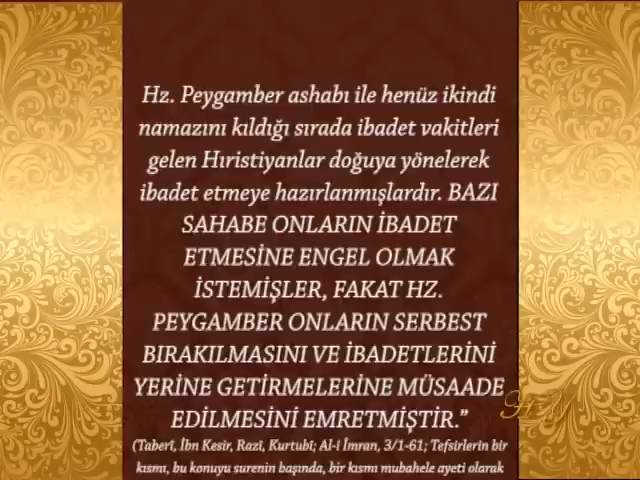 Hz. Peygamber ashabı ile henüz ikindi
namazını kıldığı sırada ibadet vakitleri
gelen Hıristiyanlar doğuya yönelerek
ibadet etmeye hazırlanmışlardır. BAZI
SAHABE ONLARIN İBADET
ETMESİNE ENGEL OLMAK
İSTEMİŞLER, FAKAT HZ.
PEYGAMBER ONLARIN SERBEST
BIRAKILMASINI VE İBADETLERİNİ
YERİNE GETİRMELERİNE MÜSAADE
EDİLMESİNİ EMRETMİŞTİR.”
(Taberî, İbn Kesir, Razî, Kurtubî; Al-i İmran, 3/1-61; Tefsirlerin bir
kısmı, bu konuyu surenin başında, bir kısmı mubahele ayeti olarak